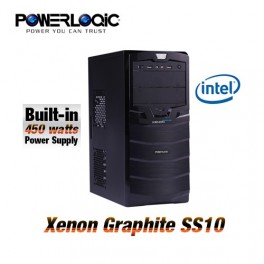 POWERLOGIC
POWER YOU CAN TRUST
intel
Built-in
450 watts
Power Supply
Xenon Graphite SS10